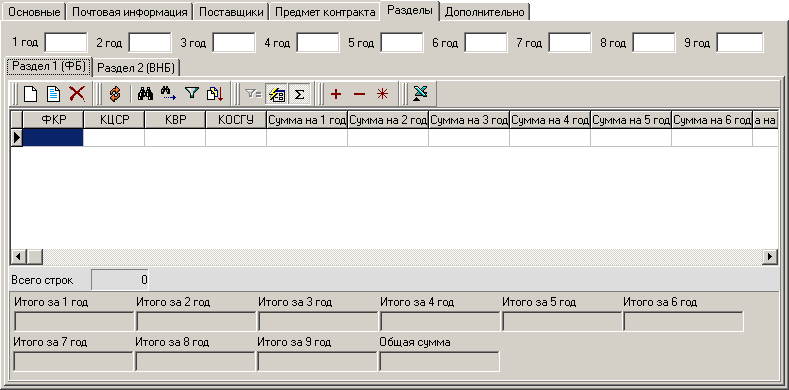 Основные Почтовая информация Поставщики Предмет контракта Разделы Дополнительно
1 год 2 год 3 год 4 год 5 год 6 год 7 год 8 год 9 год
Раздел 1 (ФБ) Раздел 2 (ВНБ)
ФКР КЦСР КВР КОСГУ Сумма на 1 год Сумма на 2 год Сумма на 3 год Сумма на 4 год Сумма на 5 год Сумма на 6 год а на
Всего строк 0
Итого за 1 год Итого за 2 год Итого за 3 год Итого за 4 год Итого за 5 год Итого за 6 год
Итого за 7 год Итого за 8 год Итого за 9 год Общая сумма